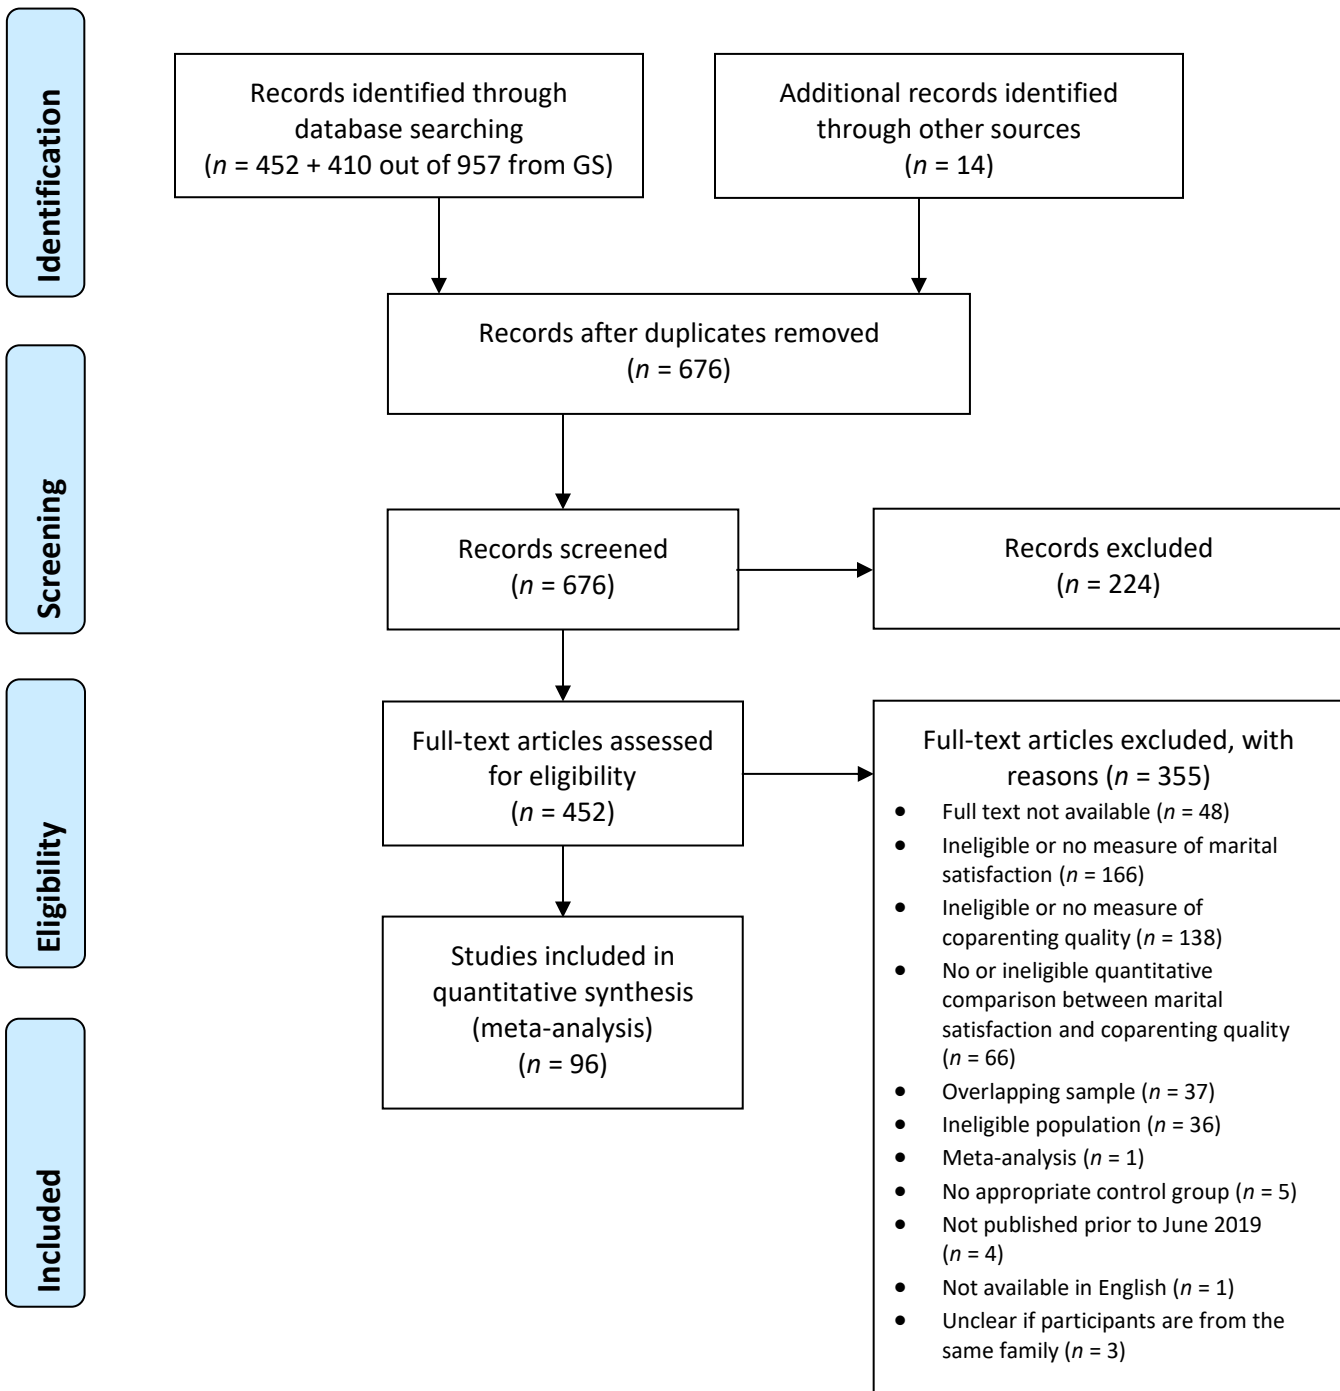 Identification
Records identified through
database searching
(n = 452 + 410 out of 957 from GS)
Additional records identified
through other sources
(n = 14)
Records after duplicates removed
(n = 676)
Screening
Records screened
(n = 676)
Records excluded
(n = 224)
Eligibility
Full-text articles assessed
for eligibility
(n = 452)
Full-text articles excluded, with
reasons (n = 355)
• Full text not available (n = 48)
• Ineligible or no measure of marital
satisfaction (n = 166)
• Ineligible or no measure of
coparenting quality (n = 138)
• No or ineligible quantitative
comparison between marital
satisfaction and coparenting quality
(n = 66)
• Overlapping sample (n = 37)
• Ineligible population (n = 36)
• Meta-analysis (n = 1)
• No appropriate control group (n = 5)
• Not published prior to June 2019
(n = 4)
• Not available in English (n = 1)
• Unclear if participants are from the
same family (n = 3)
Included
Studies included in
quantitative synthesis
(meta-analysis)
(n = 96)